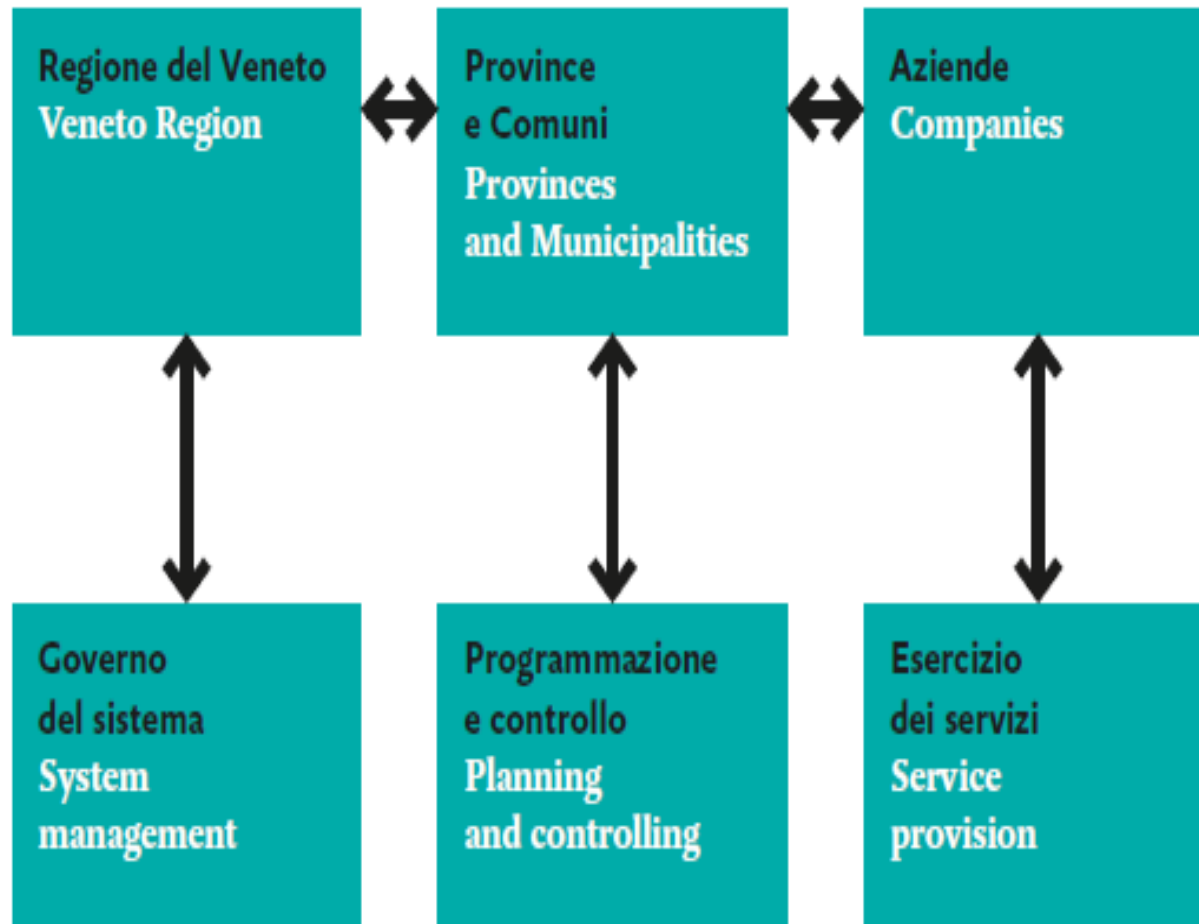 Regione del Veneto
Veneto Region
Province
e Comuni
Provinces
and Municipalities
Aziende
Companies
Governo
del sistema
System
management
Programmazione
e controllo
Planning
and controlling
Esercizio
dei servizi
Service
provision